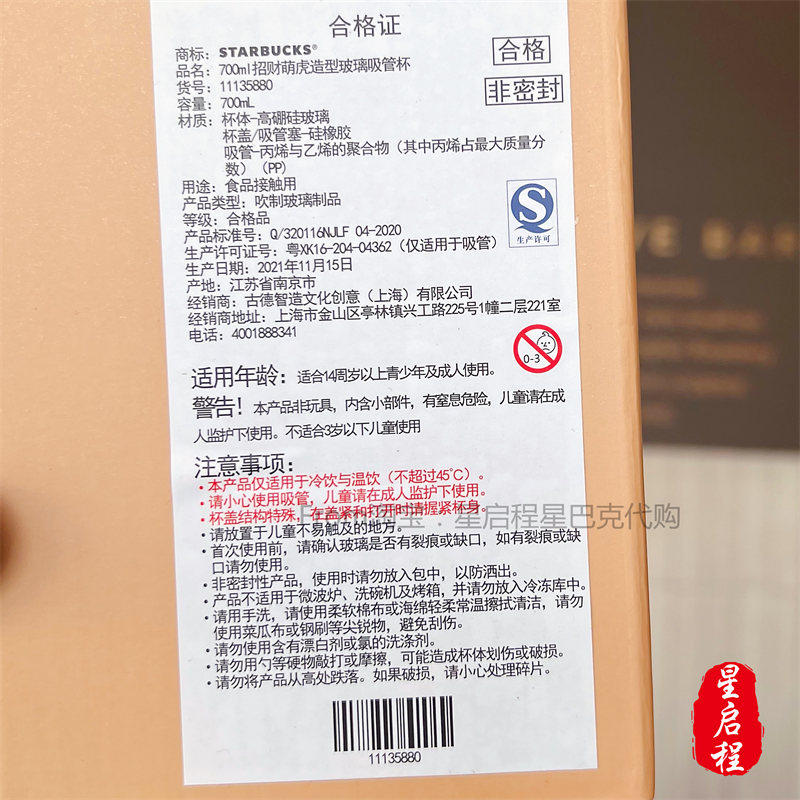 合格证
商标：STARBUCKS®
合格
品名：700ml招财萌虎造型玻璃吸管杯
货号：11135880
非密封
容量：700mL
材质：杯体-高硼硅玻璃
杯盖/吸管塞-硅橡胶
吸管-丙烯与乙烯的聚合物（其中丙烯占最大质量分
数）（PP）
用途：食品接触用
产品类型：吹制玻璃制品
等级：合格品
产品标准号：Q/320116NJLF 04-2020
生产许可证号：粤XK16-204-04362（仅适用于吸管）
生产许可
生产日期：2021年11月15日
产地：江苏省南京市
经销商：古德智造文化创意（上海）有限公司
经销商地址：上海市金山区亭林镇兴工路225号1幢二层221室
电话：4001888341
0-3
适用年龄：适合14周岁以上青少年及成人使用。
警告！本产品非玩具，内含小部件，有窒息危险，儿童请在成
人监护下使用。不适合3岁以下儿童使用
注意事项：
·本产品仅适用于冷饮与温饮（不超过45℃）。
·请小心使用吸管，儿童请在成人监护下使用。
·杯盖结构特殊，在盖紧和打开时请握紧杯身。
：星启程星巴克代购
·请放置于儿童不易触及的地方。
·首次使用前，请确认玻璃是否有裂痕或缺口，如有裂痕或缺
口请勿使用。
·非密封性产品，使用时请勿放入包中，以防洒出。
·产品不适用于微波炉、洗碗机及烤箱，并请勿放入冷冻库中。
·请用手洗，请使用柔软棉布或海绵轻柔常温擦拭清洁，请勿
使用菜瓜布或钢刷等尖锐物，避免刮伤。
·请勿使用含有漂白剂或氯的洗涤剂。
·请勿用勺等硬物敲打或摩擦，可能造成杯体划伤或破损。
·请勿将产品从高处跌落。如果破损，请小心处理碎片。
11135880
星启程